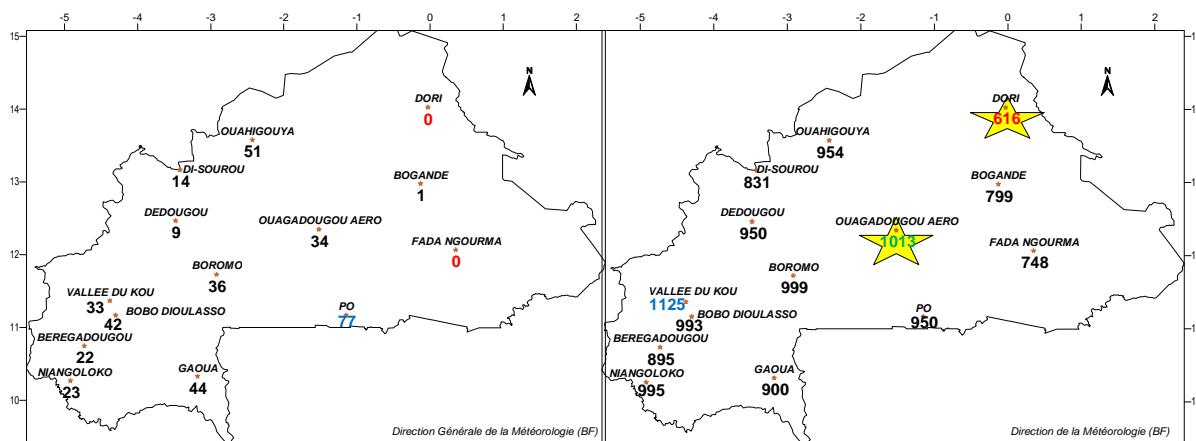 -5 -4 -3 -2 -1 0 1 2
15
14
13
12
11
10
N
DORI
0
OUAHIGOUYA
51
DI-SOUROU
14
BOGANDE
1
DEDOUGOU
9
OUAGADOUGOU AERO
34
FADA NGOURMA
0
BOROMO
36
VALLEE DU KOU
33
BOBO DIOULASSO
42
PO
77
BEREGADOUGOU
22
NIANGOLOKO
23
GAOUA
44
Direction Générale de la Météorologie (BF)
-5 -4 -3 -2 -1 0 1 2
N
DORI
616
OUAHIGOUYA
954
DI-SOUROU
831
BOGANDE
799
DEDOUGOU
950
OUAGADOUGOU AERO
1013
FADA NGOURMA
748
BOROMO
999
VALLEE DU KOU
1125
BOBO DIOULASSO
993
PO
950
BEREGADOUGOU
895
NIANGOLOKO
995
GAOUA
900
Direction Générale de la Météorologie (BF)